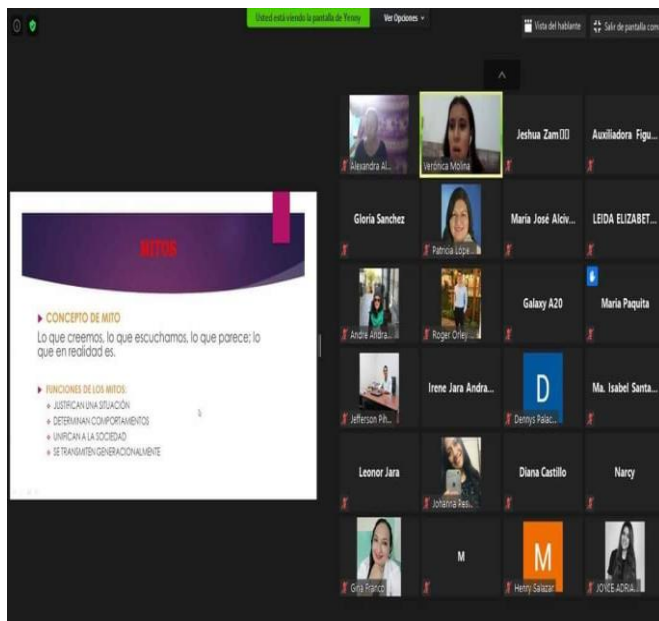 Usted está viendo la pantalla de Yenny
Ver Opciones
Vista del hablante
Salir de pantalla com
MITOS
CONCEPTO DE MITO
Lo que creemos, lo que escuchamos, lo que parece; lo
que en realidad es.
FUNCIONES DE LOS MITOS:
JUSTIFICAN UNA SITUACIÓN
DETERMINAN COMPORTAMIENTOS
UNIFICAN A LA SOCIEDAD
SE TRANSMITEN GENERACIONALMENTE
Alexandra Al...
Verónica Molina
Jeshua Zam
Auxiliadora Figu...
Gloria Sanchez
Patricia Lópe...
María José Alcív...
LEIDA ELIZABET...
Andre Andra...
Roger Orley
Galaxy A20
Maria Paquita
Jefferson Pih...
Irene Jara Andra...
D
Dennys Palac...
Ma. Isabel Santa...
Leonor Jara
Johanna Pesi...
Diana Castillo
Narcy
Gina Franco
M
M
Henry Salazar
JOYCE ADRIA...